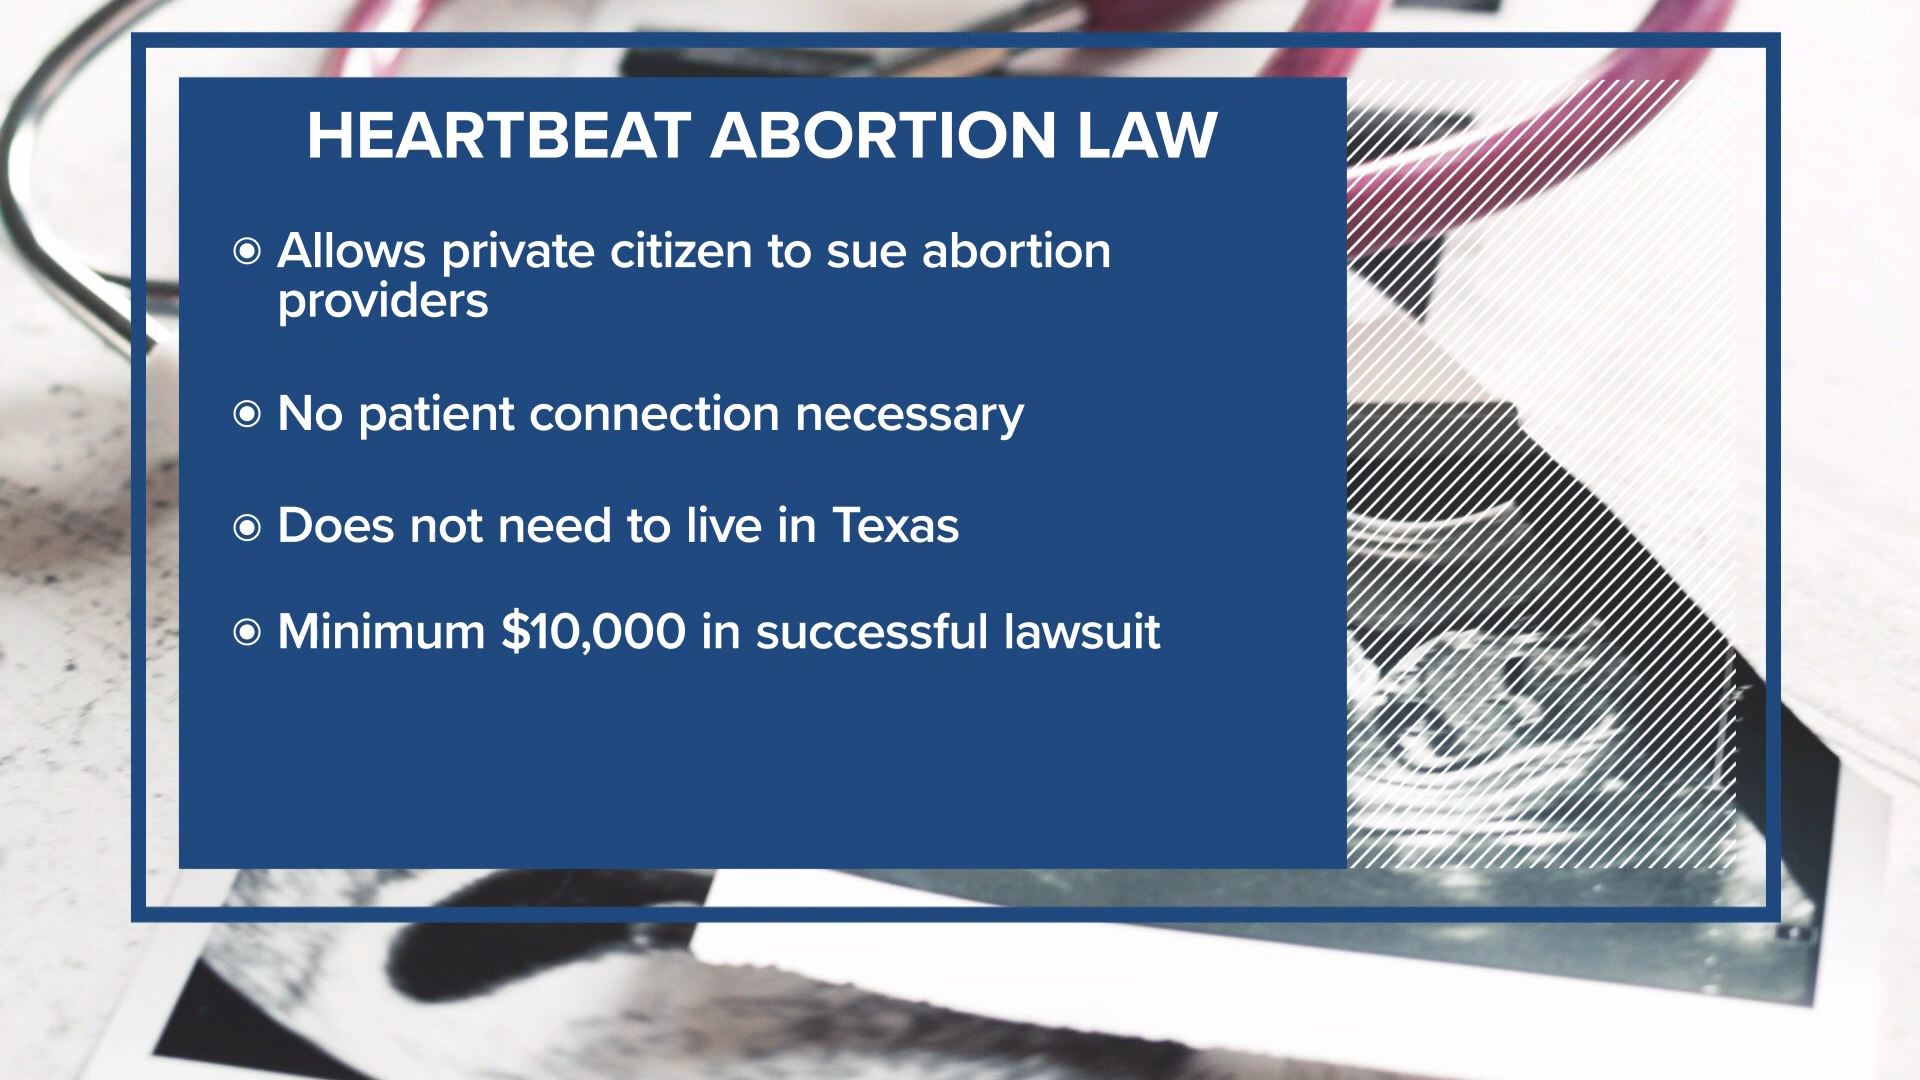 HEARTBEAT ABORTION LAW
Allows private citizen to sue abortion
providers
No patient connection necessary
Does not need to live in Texas
Minimum $10,000 in successful lawsuit